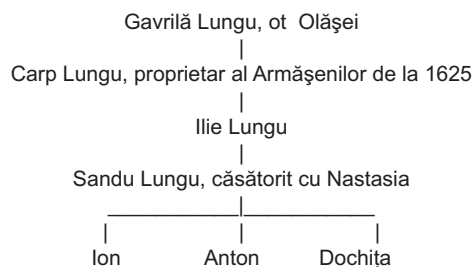 Gavrilă Lungu, ot Olăşei
Carp Lungu, proprietar al Armăşenilor de la 1625
Ilie Lungu
Sandu Lungu, căsătorit cu Nastasia
Ion Anton Dochiţa